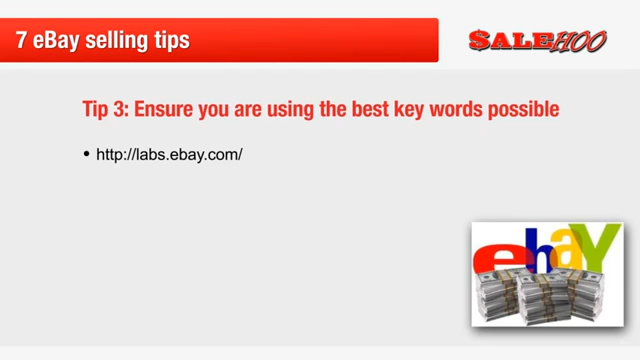 7 eBay selling tips
SALEHOO
Tip 3: Ensure you are using the best key words possible
• http://labs.ebay.com/
ebaY